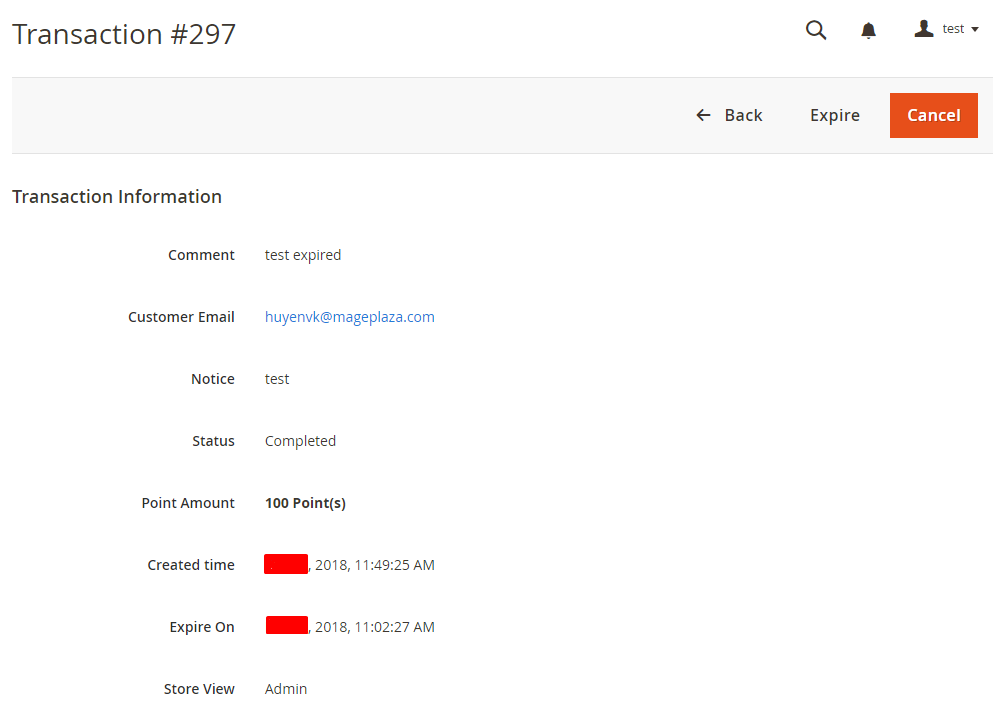 Transaction #297
test
Back
Expire
Cancel
Transaction Information
Comment test expired
Customer Email huyenvk@mageplaza.com
Notice test
Status Completed
Point Amount 100 Point(s)
Created time , 2018, 11:49:25 AM
Expire On , 2018, 11:02:27 AM
Store View Admin